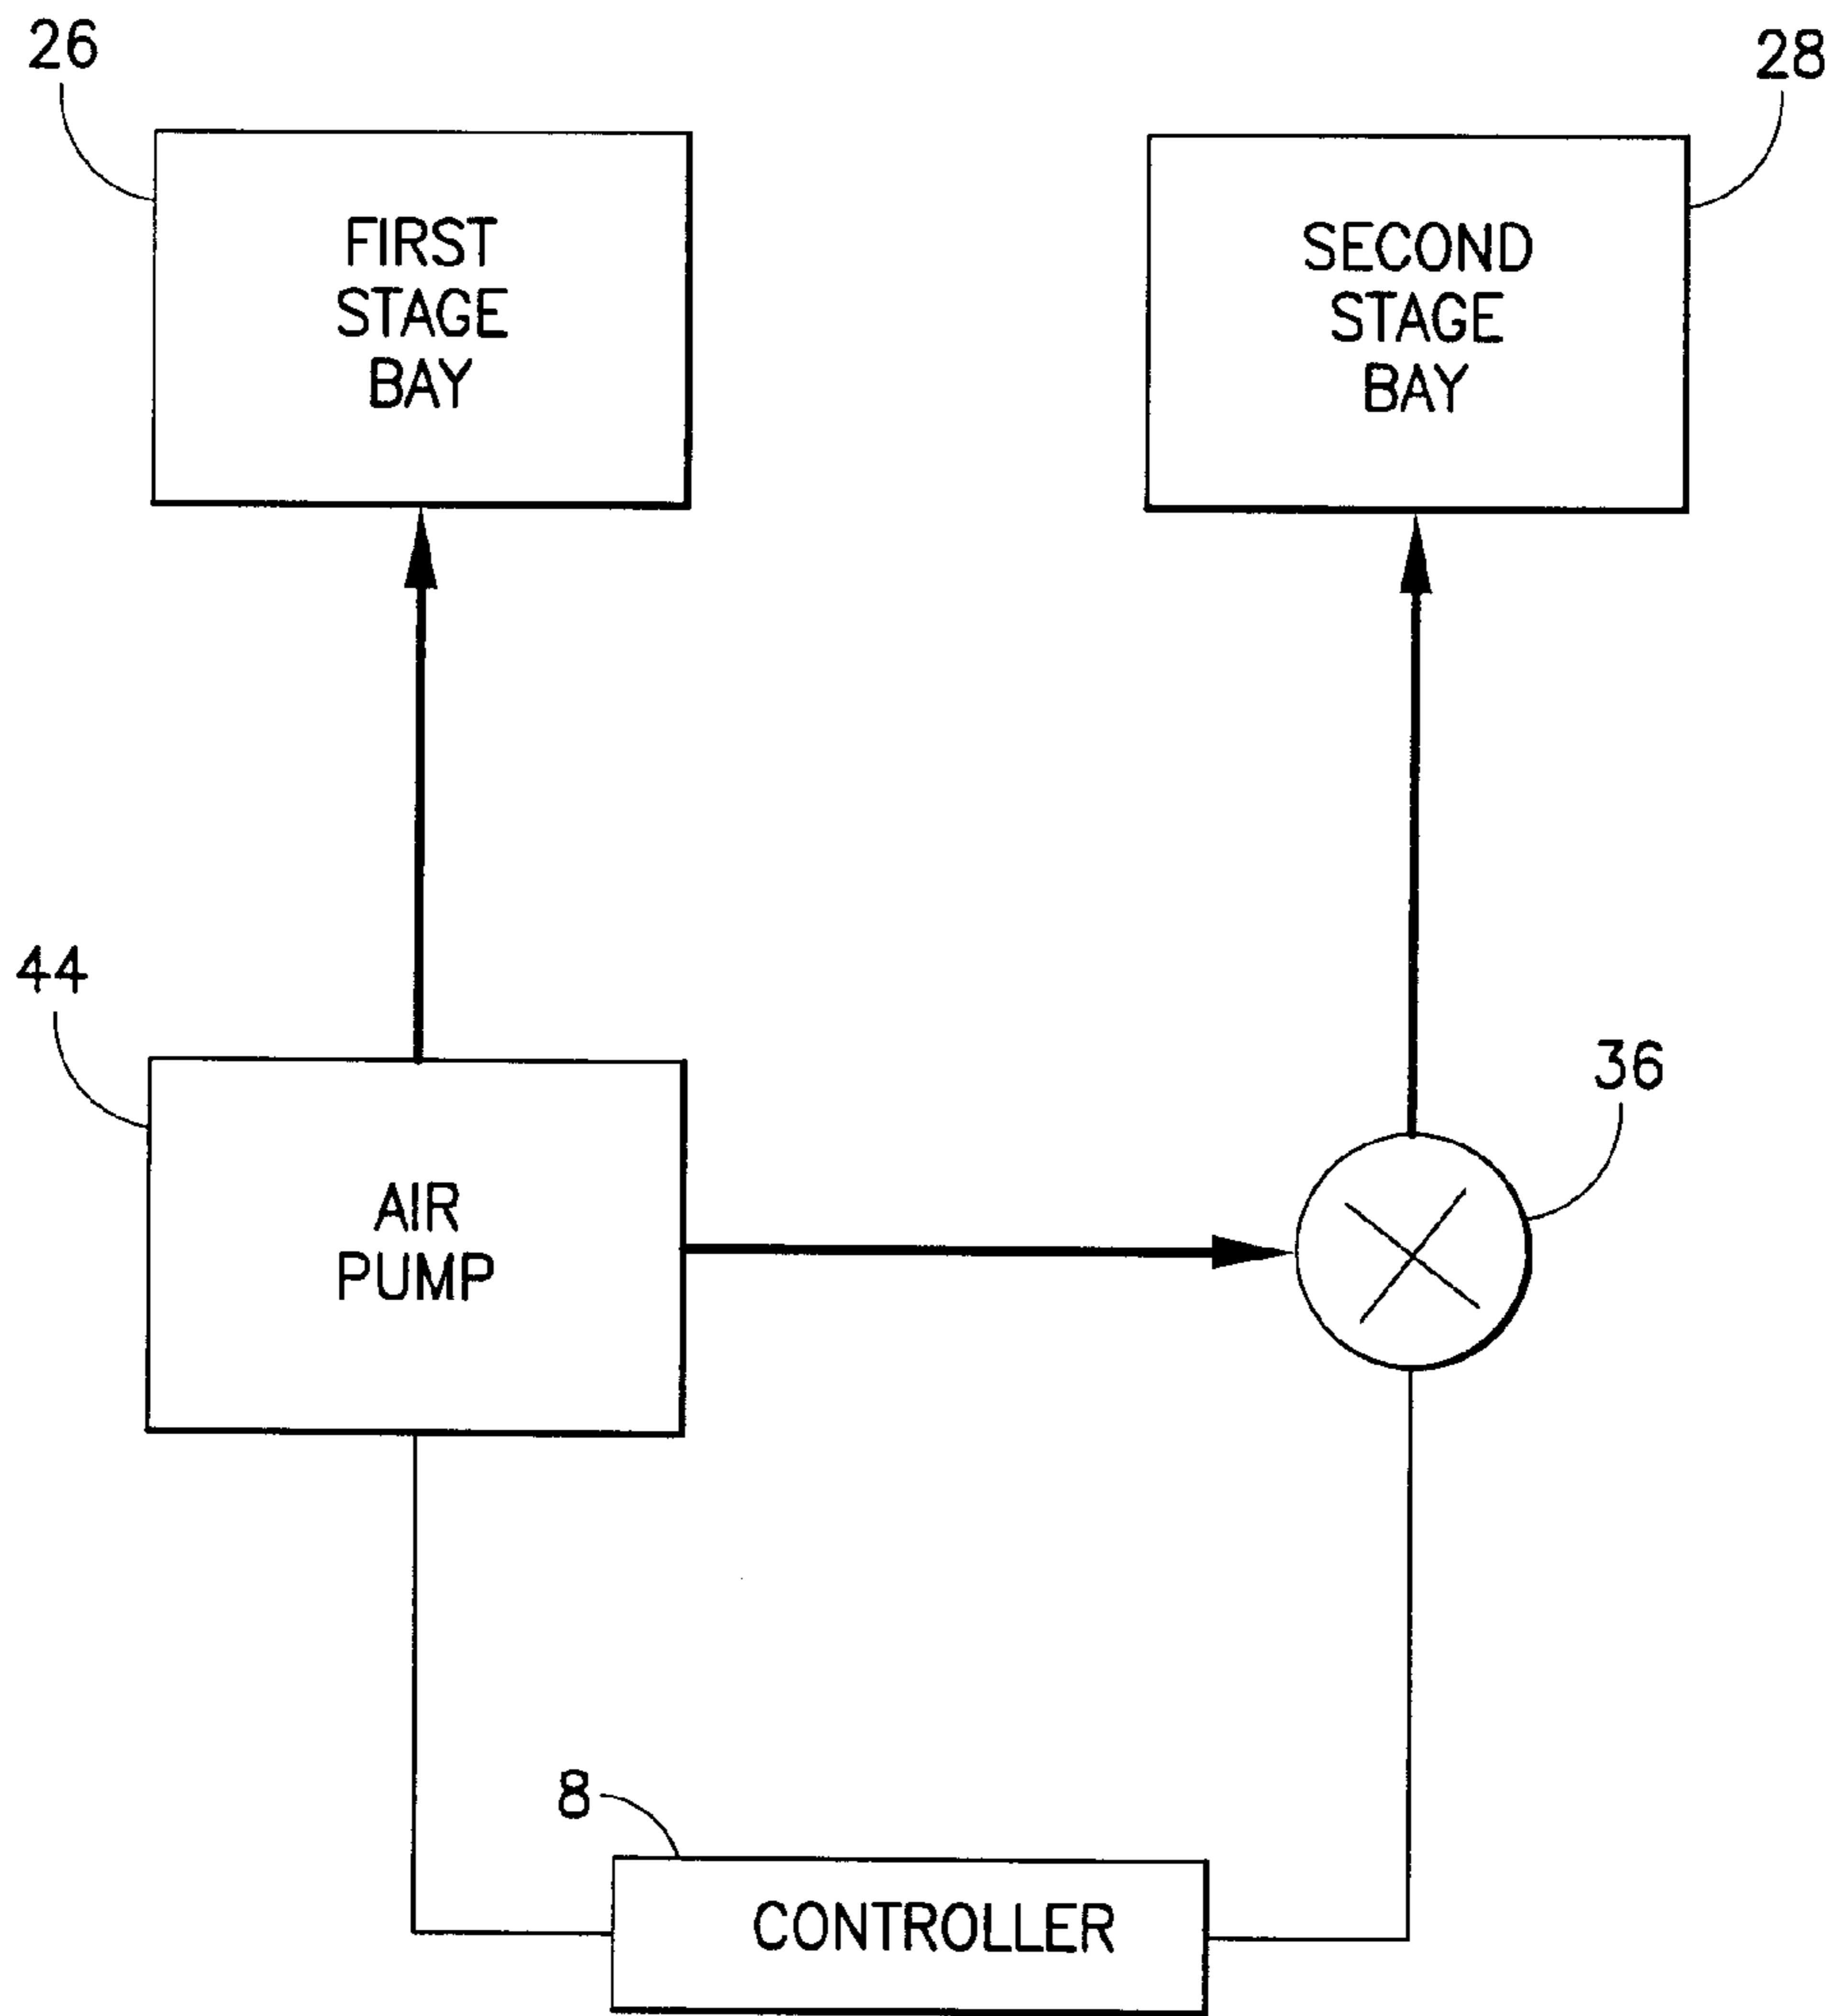 26
28
FIRST
STAGE
BAY
SECOND
STAGE
BAY
44
36
AIR
PUMP
8
CONTROLLER